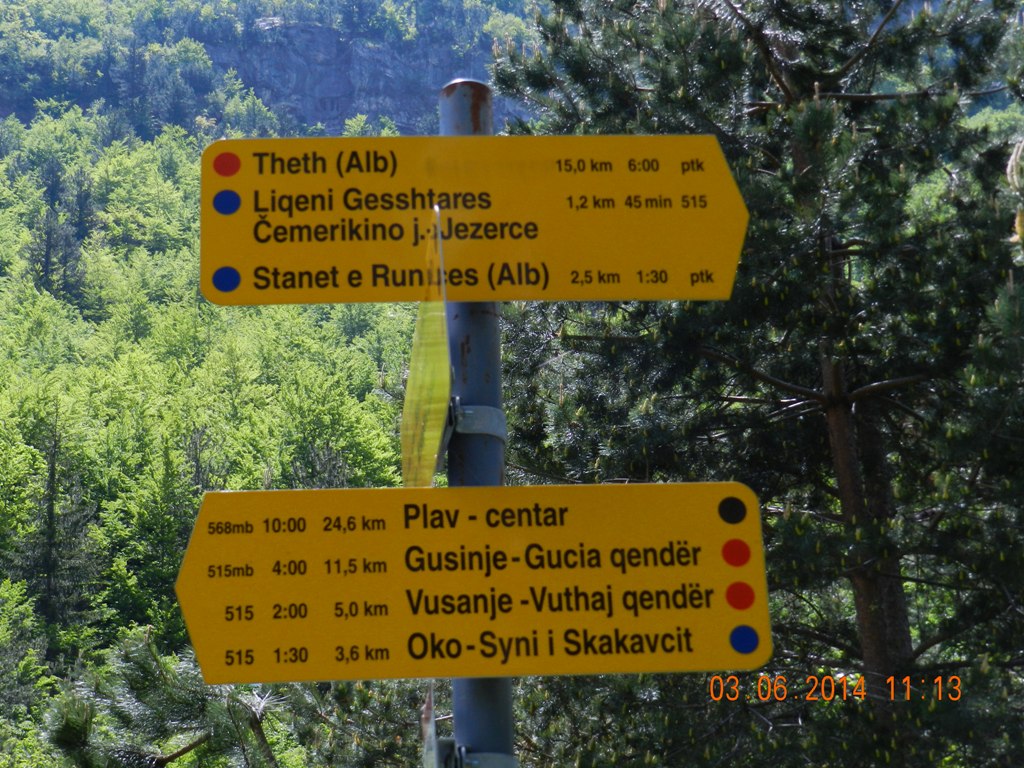 Theth (Alb) 15,0 km 6:00 ptk
Liqeni Gesshtares 1,2 km 45 min 515
Čemerikino j.-Jezerce
Stanet e Runices (Alb) 2,5 km 1:30 ptk
568mb 10:00 24,6 km Plav - centar
515mb 4:00 11,5 km Gusinje-Gucia qendër
515 2:00 5,0 km Vusanje-Vuthaj qendër
515 1:30 3,6 km Oko-Syni i Skakavcit
03.06.2014 11:13